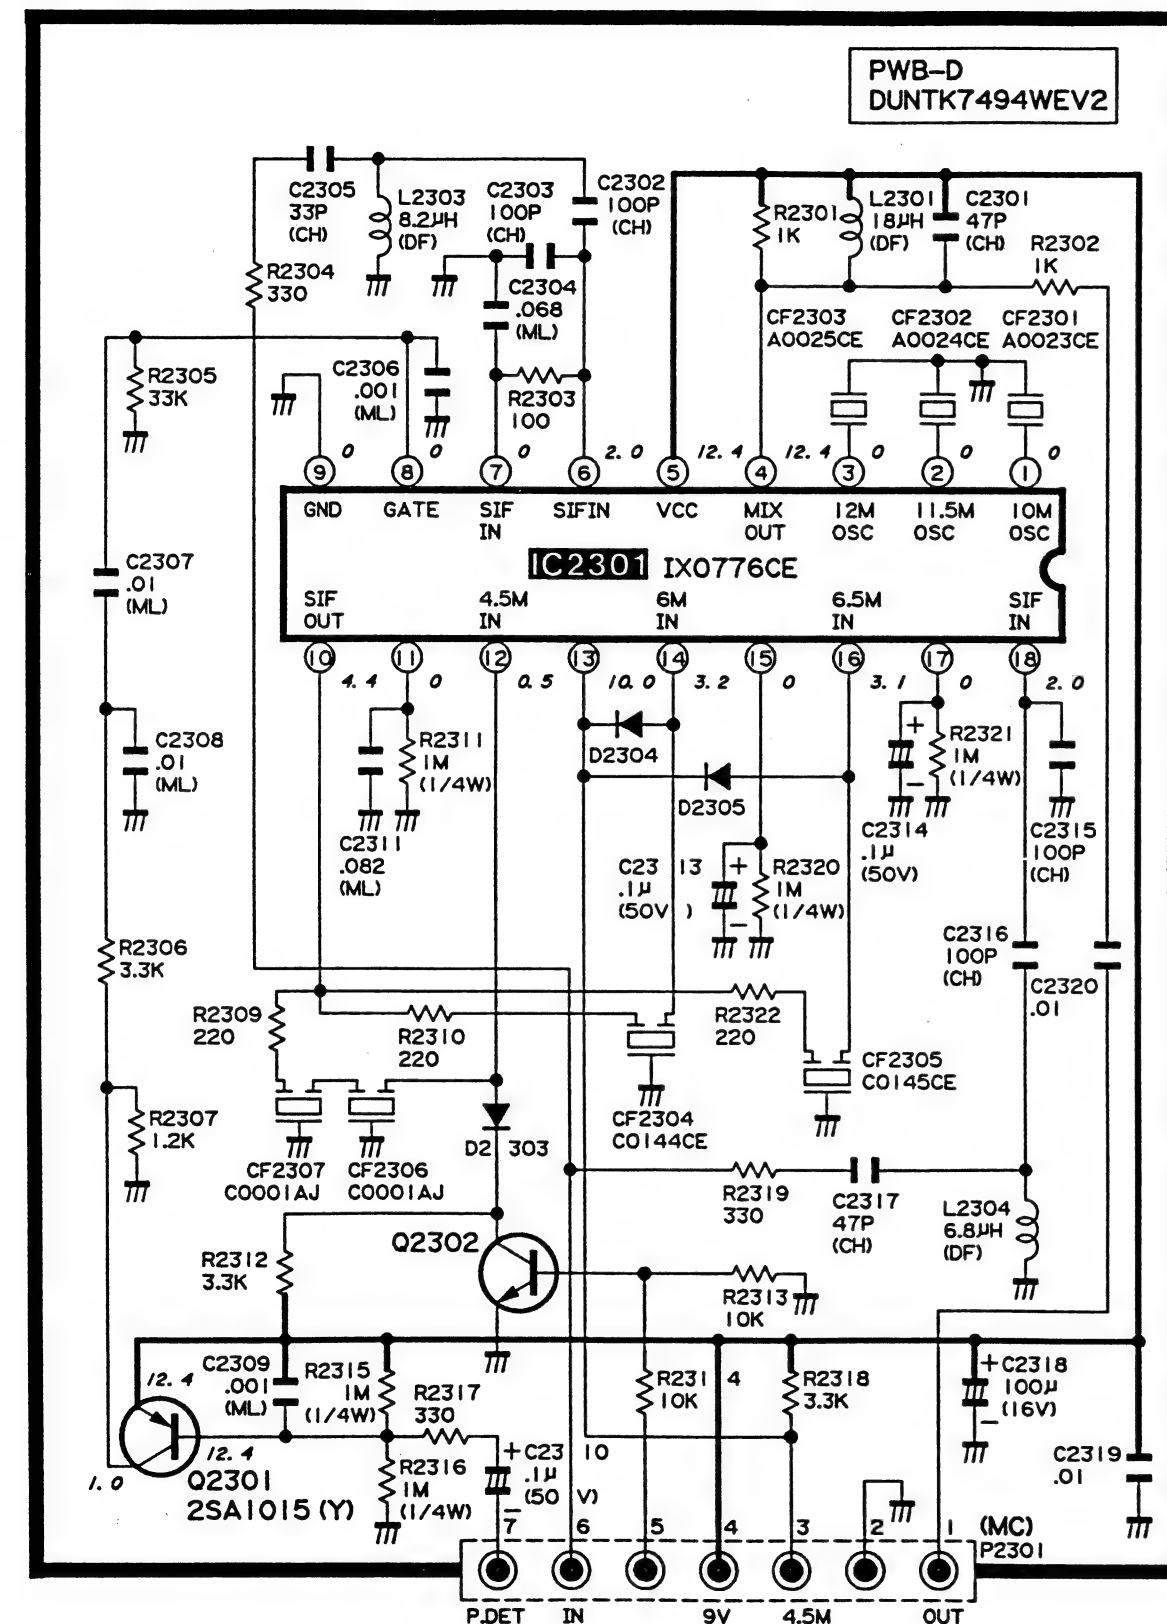 PWB-D
DUNTK7494WEV2
C2305
33P
(CH)
L2303
8.2µH
(DF)
C2303
100P
(CH)
C2302
100P
(CH)
R2301
1K
L2301
18µH
(DF)
C2301
47P
(CH)
R2302
1K
R2304
330
C2304
.068
(ML)
CF2303
A0025CE
CF2302
A0024CE
CF2301
A0023CE
R2305
33K
C2306
.001
(ML)
R2303
100
0 0 0 2.0 12.4 12.4 0 0 0
9 8 7 6 5 4 3 2 1
GND GATE SIF IN SIFIN VCC MIX OUT 12M OSC 11.5M OSC 10M OSC
IC2301 IX0776CE
SIF OUT 4.5M IN 6M IN 6.5M IN SIF IN
10 11 12 13 14 15 16 17 18
4.4 0 0.5 10.0 3.2 0 3.1 0 2.0
C2307
.01
(ML)
C2308
.01
(ML)
R2311
1M
(1/4W)
D2304
D2305
+
R2321
1M
(1/4W)
-
C2311
.082
(ML)
C2314
.1µ
(50V)
C2315
100P
(CH)
C23 13
.1µ
(50V )
+
-
R2320
1M
(1/4W)
R2306
3.3K
C2316
100P
(CH)
C2320
.01
R2309
220
R2310
220
R2322
220
CF2305
C0145CE
R2307
1.2K
CF2304
C0144CE
D2 303
CF2307
C0001AJ
CF2306
C0001AJ
R2319
330
C2317
47P
(CH)
L2304
6.8µH
(DF)
Q2302
R2312
3.3K
R2313
10K
12.4
C2309
.001
(ML)
R2315
1M
(1/4W)
R2317
330
R231 4
10K
R2318
3.3K
+
C2318
100µ
(16V)
-
12.4
1.0
Q2301
2SA1015(Y)
R2316
1M
(1/4W)
+
C23 10
.1µ
(50 V)
-
C2319
.01
7 6 5 4 3 2 1
(MC)
P2301
P.DET IN 9V 4.5M OUT